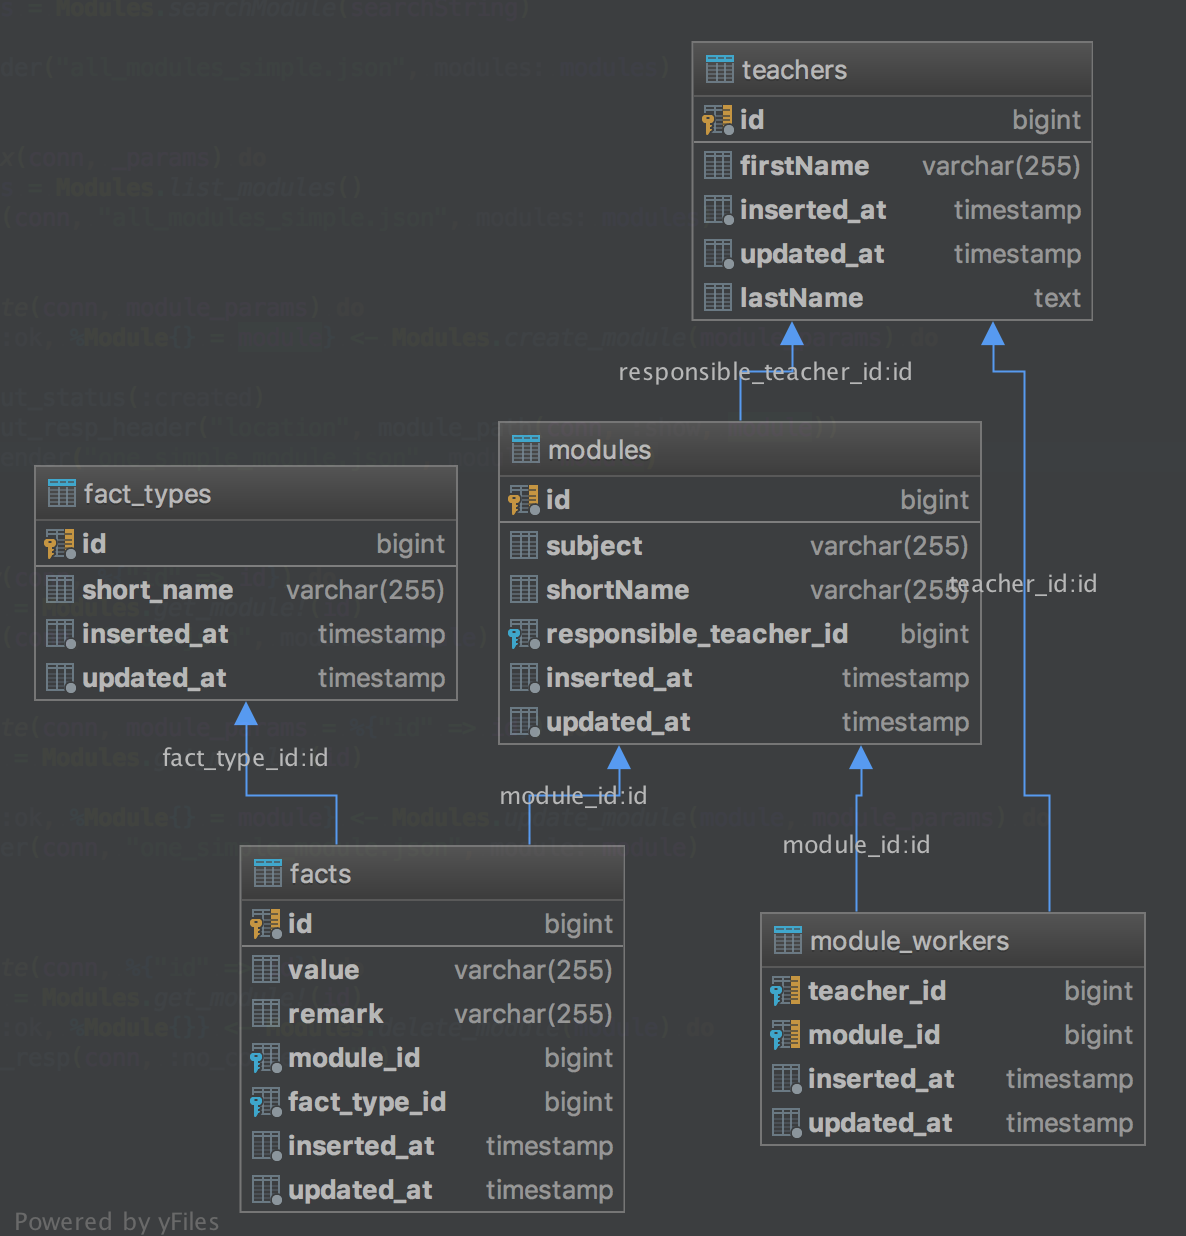 teachers
id bigint
firstName varchar(255)
inserted_at timestamp
updated_at timestamp
lastName text
responsible_teacher_id:id
modules
id bigint
subject varchar(255)
shortName varchar(255)
responsible_teacher_id bigint
inserted_at timestamp
updated_at timestamp
teacher_id:id
fact_types
id bigint
short_name varchar(255)
inserted_at timestamp
updated_at timestamp
fact_type_id:id
module_id:id
module_id:id
facts
id bigint
value varchar(255)
remark varchar(255)
module_id bigint
fact_type_id bigint
inserted_at timestamp
updated_at timestamp
module_workers
teacher_id bigint
module_id bigint
inserted_at timestamp
updated_at timestamp
Powered by yFiles